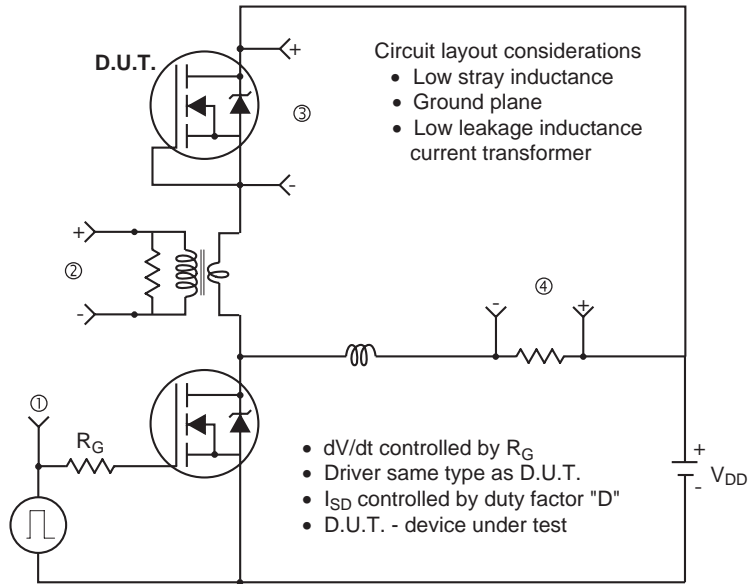 D.U.T.
+
③
-
Circuit layout considerations
• Low stray inductance
• Ground plane
• Low leakage inductance
current transformer
+
②
-
-
④
+
①
R_G
• dV/dt controlled by R_G
• Driver same type as D.U.T.
• I_SD controlled by duty factor "D"
• D.U.T. - device under test
+
V_DD
-